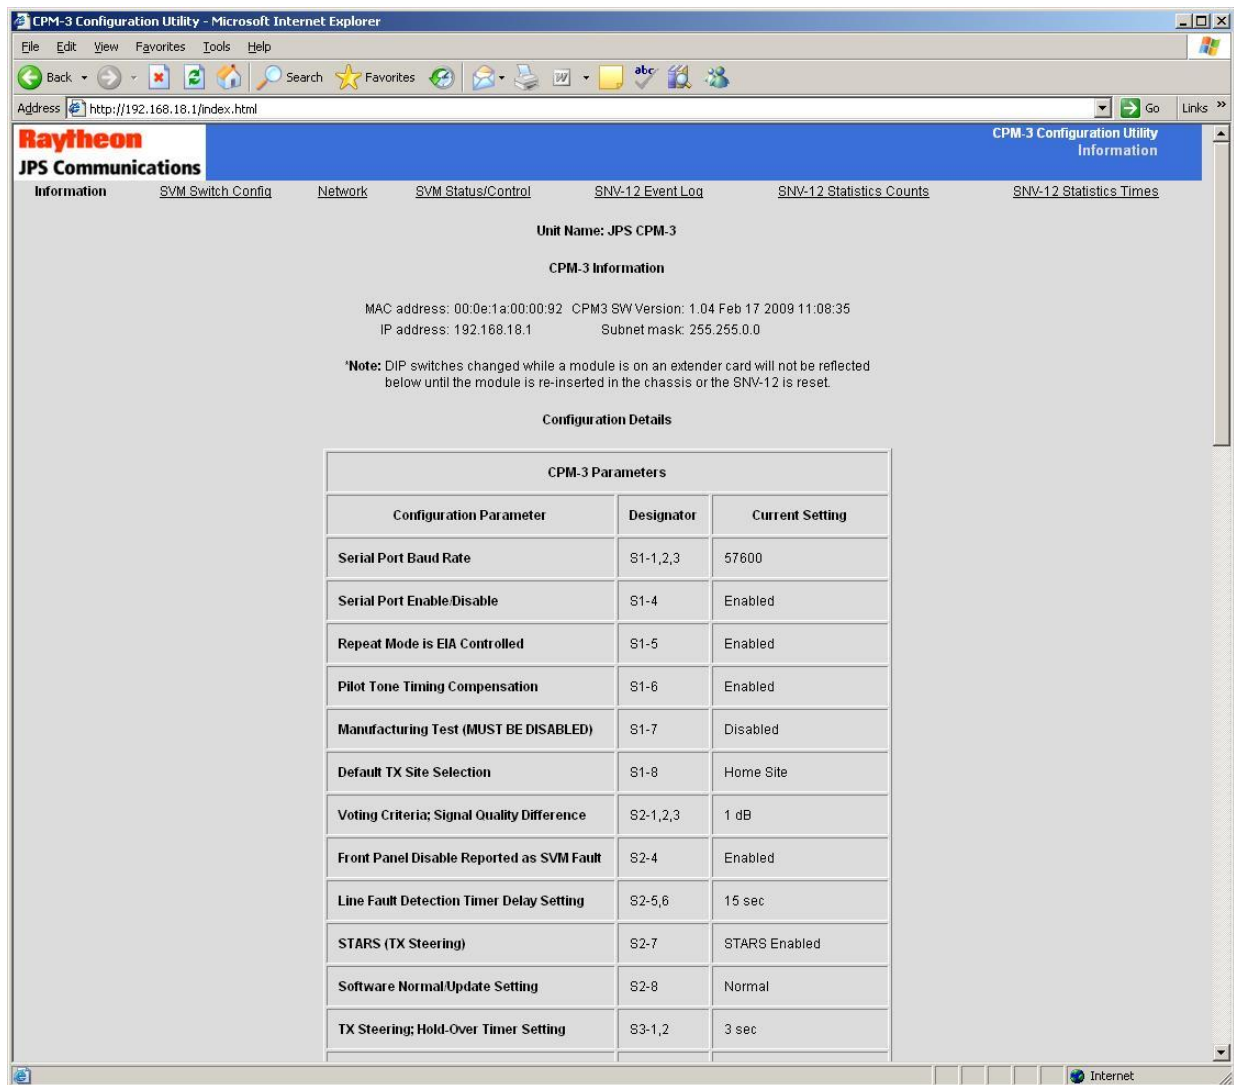 CPM-3 Configuration Utility - Microsoft Internet Explorer
File Edit View Favorites Tools Help
Back Search Favorites
Address http://192.168.18.1/index.html Go Links »
Raytheon
JPS Communications
CPM-3 Configuration Utility
Information
Information SVM Switch Config Network SVM Status/Control SNV-12 Event Log SNV-12 Statistics Counts SNV-12 Statistics Times
Unit Name: JPS CPM-3
CPM-3 Information
MAC address: 00:0e:1a:00:00:92 CPM3 SW Version: 1.04 Feb 17 2009 11:08:35
IP address: 192.168.18.1 Subnet mask: 255.255.0.0
*Note: DIP switches changed while a module is on an extender card will not be reflected
below until the module is re-inserted in the chassis or the SNV-12 is reset.
Configuration Details
CPM-3 Parameters
Configuration Parameter Designator Current Setting
Serial Port Baud Rate S1-1,2,3 57600
Serial Port Enable/Disable S1-4 Enabled
Repeat Mode is EIA Controlled S1-5 Enabled
Pilot Tone Timing Compensation S1-6 Enabled
Manufacturing Test (MUST BE DISABLED) S1-7 Disabled
Default TX Site Selection S1-8 Home Site
Voting Criteria; Signal Quality Difference S2-1,2,3 1 dB
Front Panel Disable Reported as SVM Fault S2-4 Enabled
Line Fault Detection Timer Delay Setting S2-5,6 15 sec
STARS (TX Steering) S2-7 STARS Enabled
Software Normal/Update Setting S2-8 Normal
TX Steering; Hold-Over Timer Setting S3-1,2 3 sec
Internet